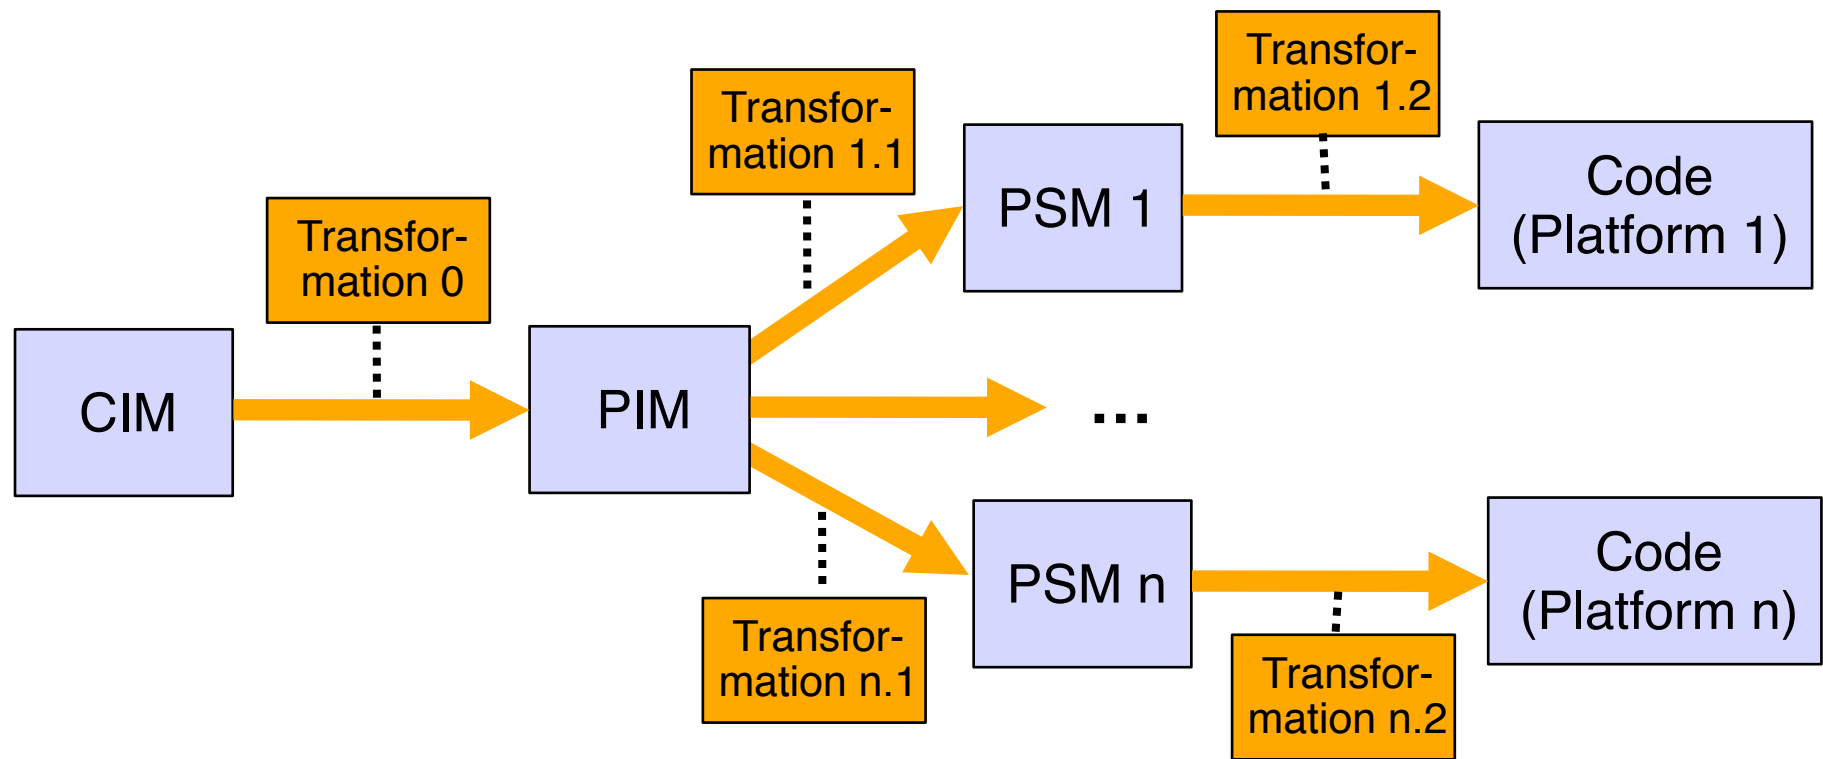 Transfor-
mation 1.2
Transfor-
mation 1.1
Code
(Platform 1)
PSM 1
Transfor-
mation 0
CIM
PIM
...
PSM n
Code
(Platform n)
Transfor-
mation n.1
Transfor-
mation n.2